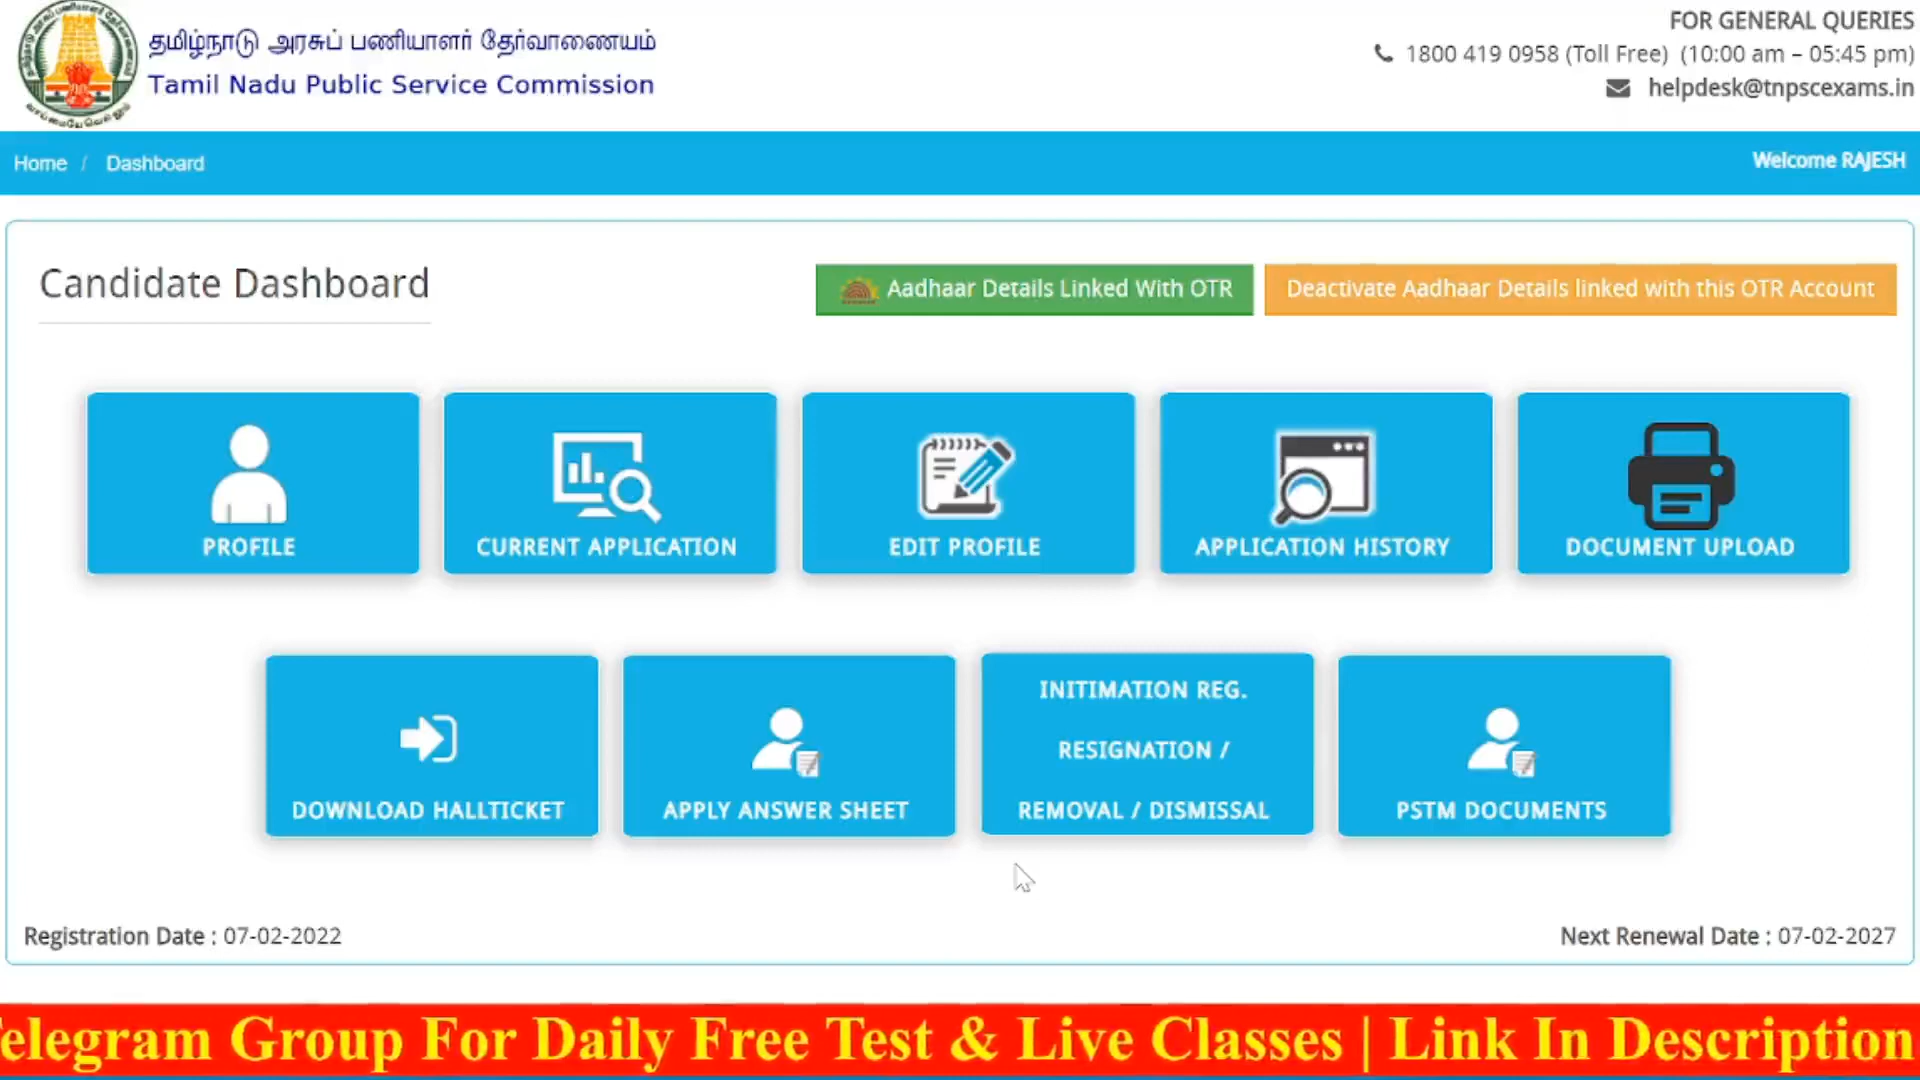 தமிழ்நாடு அரசுப் பணியாளர் தேர்வாணையம்
Tamil Nadu Public Service Commission
வாய்மையே வெல்லும்
FOR GENERAL QUERIES
1800 419 0958 (Toll Free) (10:00 am – 05:45 pm)
helpdesk@tnpscexams.in
Home / Dashboard
Welcome RAJESH
Candidate Dashboard
Aadhaar Details Linked With OTR
Deactivate Aadhaar Details linked with this OTR Account
PROFILE
CURRENT APPLICATION
EDIT PROFILE
APPLICATION HISTORY
DOCUMENT UPLOAD
DOWNLOAD HALLTICKET
APPLY ANSWER SHEET
INITIMATION REG.
RESIGNATION /
REMOVAL / DISMISSAL
PSTM DOCUMENTS
Registration Date : 07-02-2022
Next Renewal Date : 07-02-2027
elegram Group For Daily Free Test & Live Classes | Link In Description